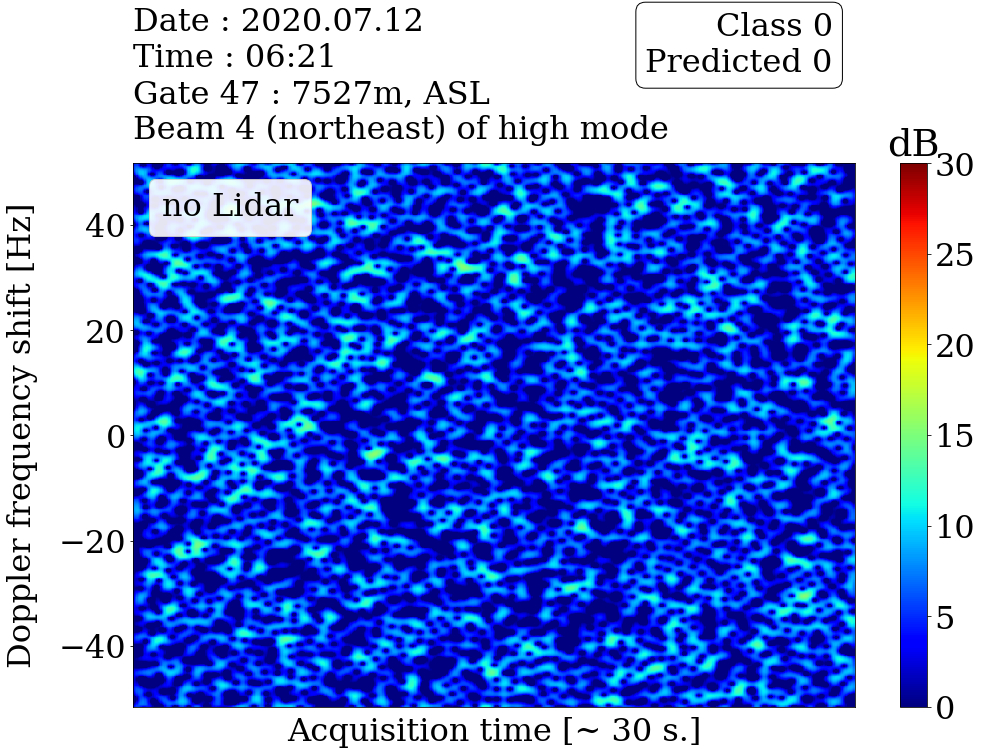 Date : 2020.07.12
Time : 06:21
Gate 47 : 7527m, ASL
Beam 4 (northeast) of high mode
Class 0
Predicted 0
dB
no Lidar
Doppler frequency shift [Hz]
40
20
0
−20
−40
Acquisition time [~ 30 s.]
30
25
20
15
10
5
0